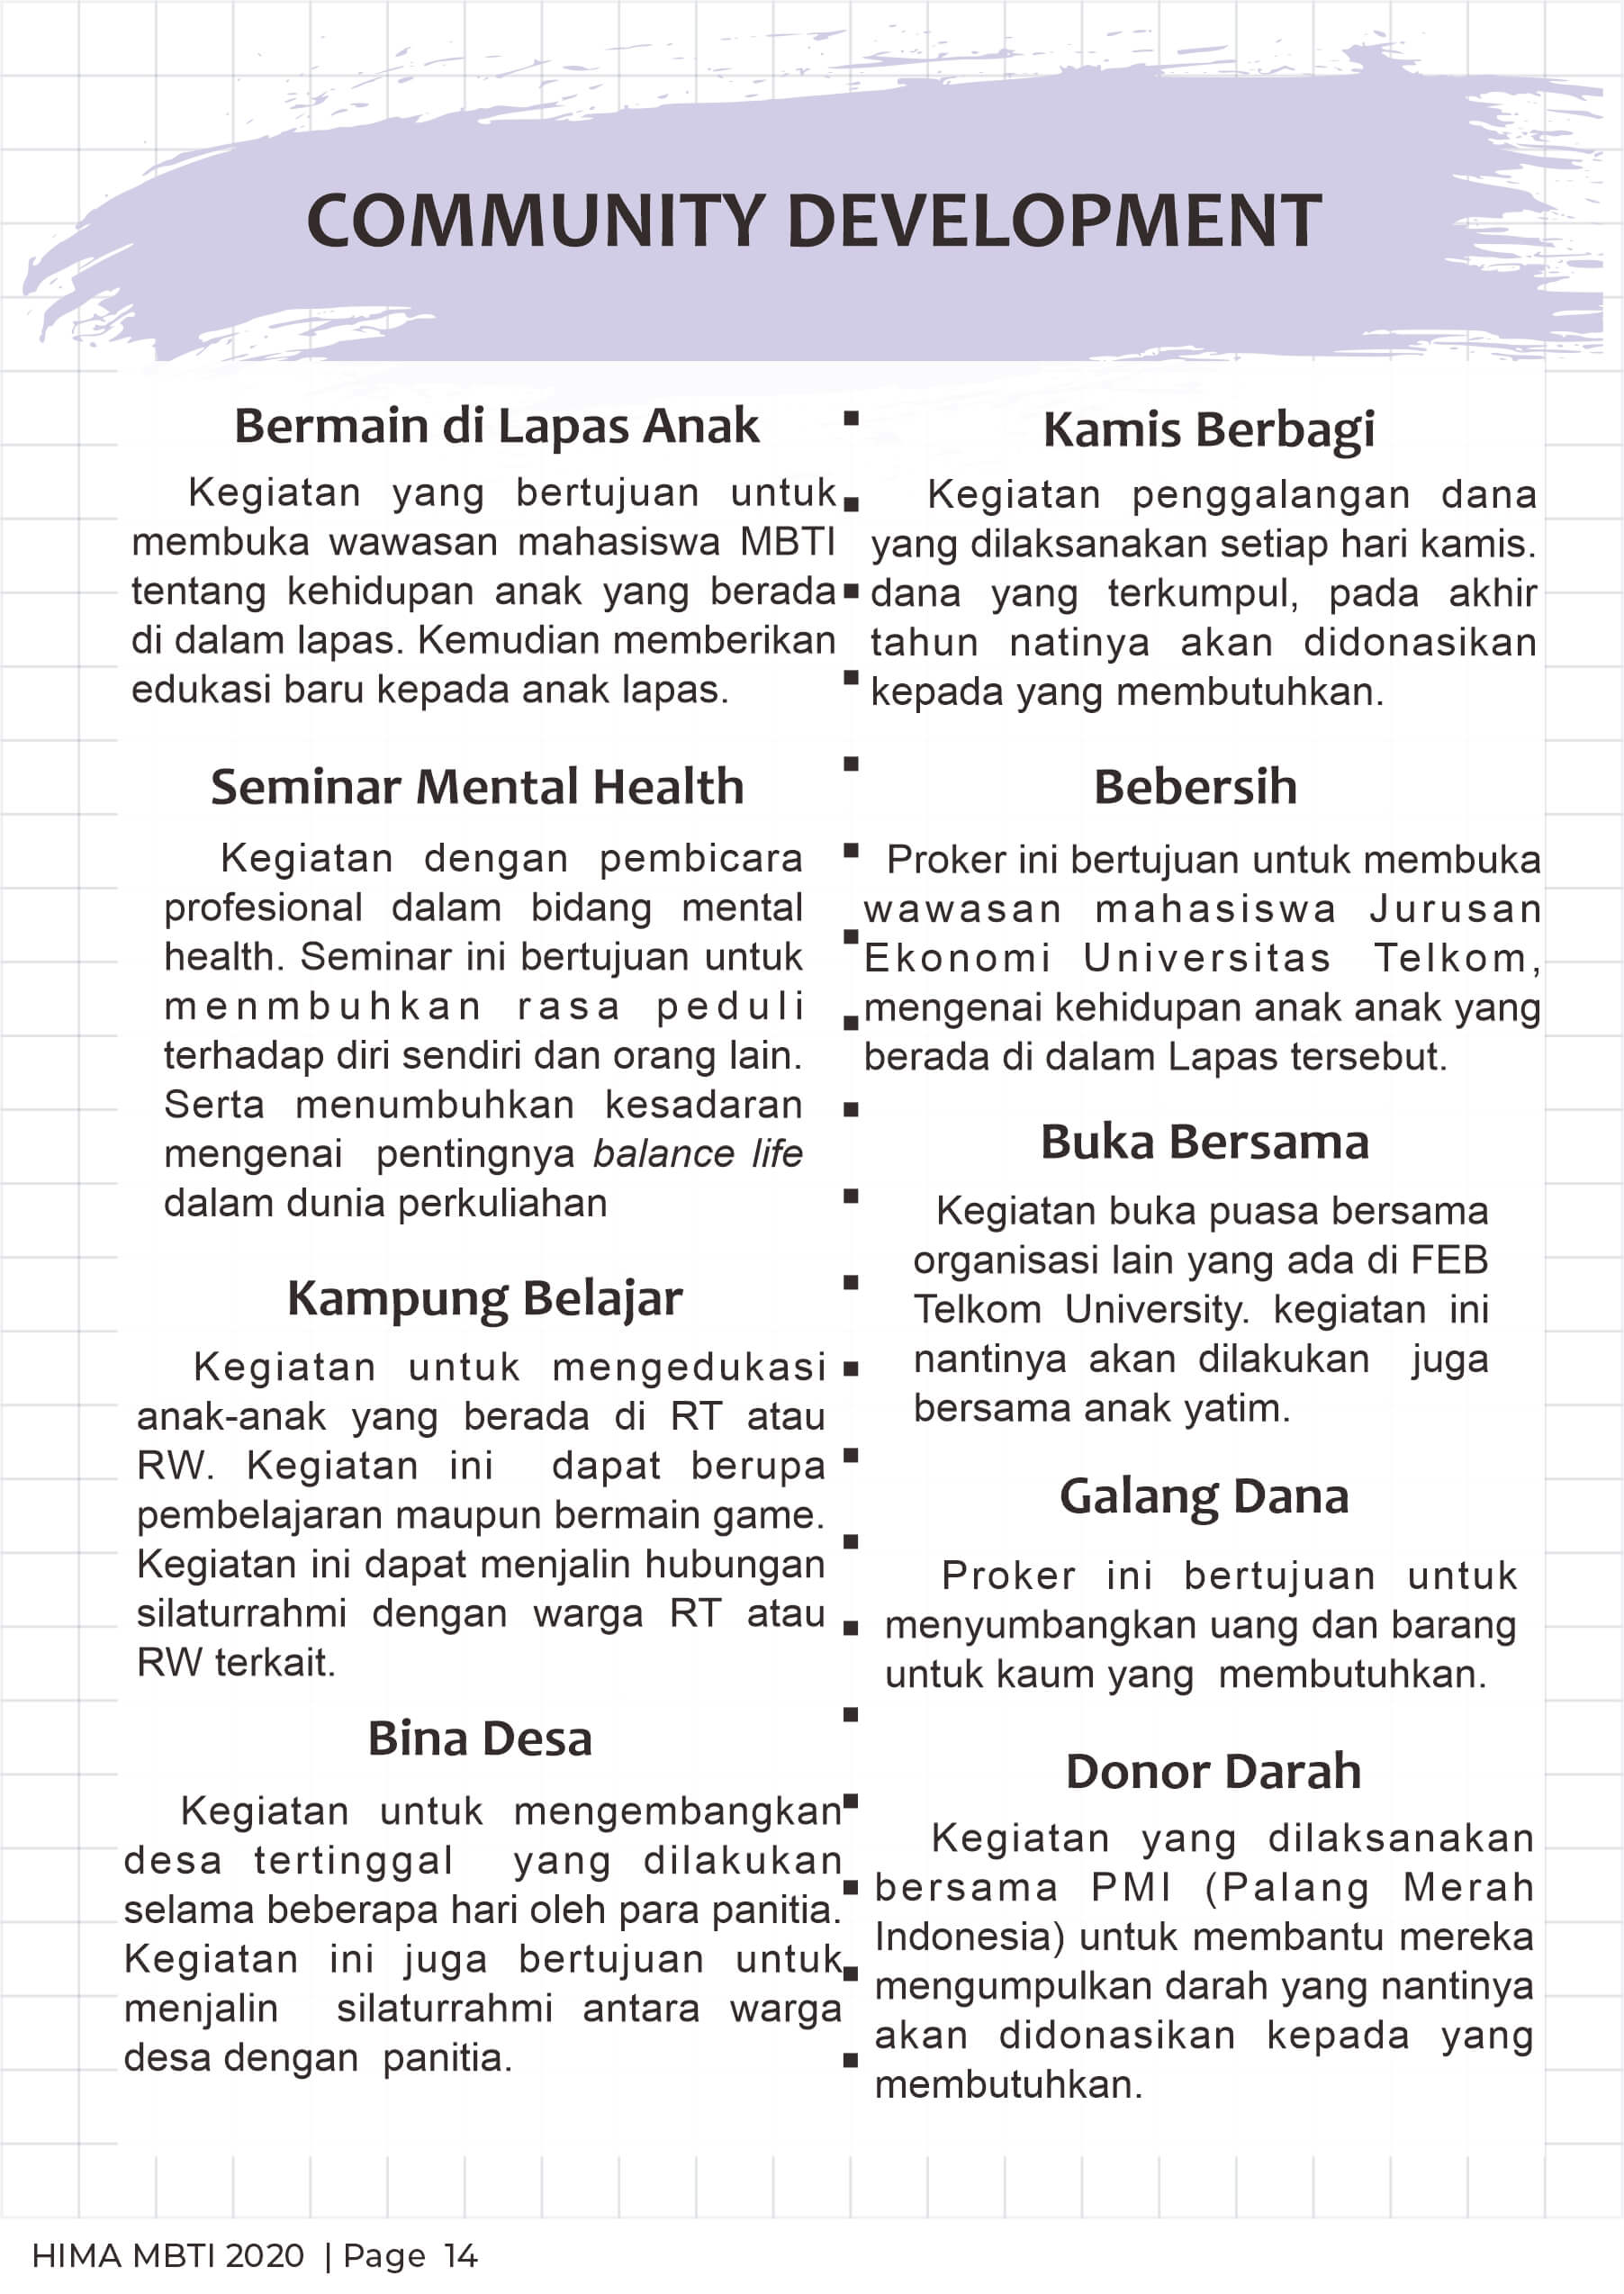 COMMUNITY DEVELOPMENT
Bermain di Lapas Anak
Kegiatan yang bertujuan untuk
membuka wawasan mahasiswa MBTI
tentang kehidupan anak yang berada
di dalam lapas. Kemudian memberikan
edukasi baru kepada anak lapas.
Seminar Mental Health
Kegiatan dengan pembicara
profesional dalam bidang mental
health. Seminar ini bertujuan untuk
menmbuhkan rasa peduli
terhadap diri sendiri dan orang lain.
Serta menumbuhkan kesadaran
mengenai pentingnya balance life
dalam dunia perkuliahan
Kampung Belajar
Kegiatan untuk mengedukasi
anak-anak yang berada di RT atau
RW. Kegiatan ini dapat berupa
pembelajaran maupun bermain game.
Kegiatan ini dapat menjalin hubungan
silaturrahmi dengan warga RT atau
RW terkait.
Bina Desa
Kegiatan untuk mengembangkan
desa tertinggal yang dilakukan
selama beberapa hari oleh para panitia.
Kegiatan ini juga bertujuan untuk
menjalin silaturrahmi antara warga
desa dengan panitia.
Kamis Berbagi
Kegiatan penggalangan dana
yang dilaksanakan setiap hari kamis.
dana yang terkumpul, pada akhir
tahun natinya akan didonasikan
kepada yang membutuhkan.
Bebersih
Proker ini bertujuan untuk membuka
wawasan mahasiswa Jurusan
Ekonomi Universitas Telkom,
mengenai kehidupan anak anak yang
berada di dalam Lapas tersebut.
Buka Bersama
Kegiatan buka puasa bersama
organisasi lain yang ada di FEB
Telkom University. kegiatan ini
nantinya akan dilakukan juga
bersama anak yatim.
Galang Dana
Proker ini bertujuan untuk
menyumbangkan uang dan barang
untuk kaum yang membutuhkan.
Donor Darah
Kegiatan yang dilaksanakan
bersama PMI (Palang Merah
Indonesia) untuk membantu mereka
mengumpulkan darah yang nantinya
akan didonasikan kepada yang
membutuhkan.
HIMA MBTI 2020 | Page 14